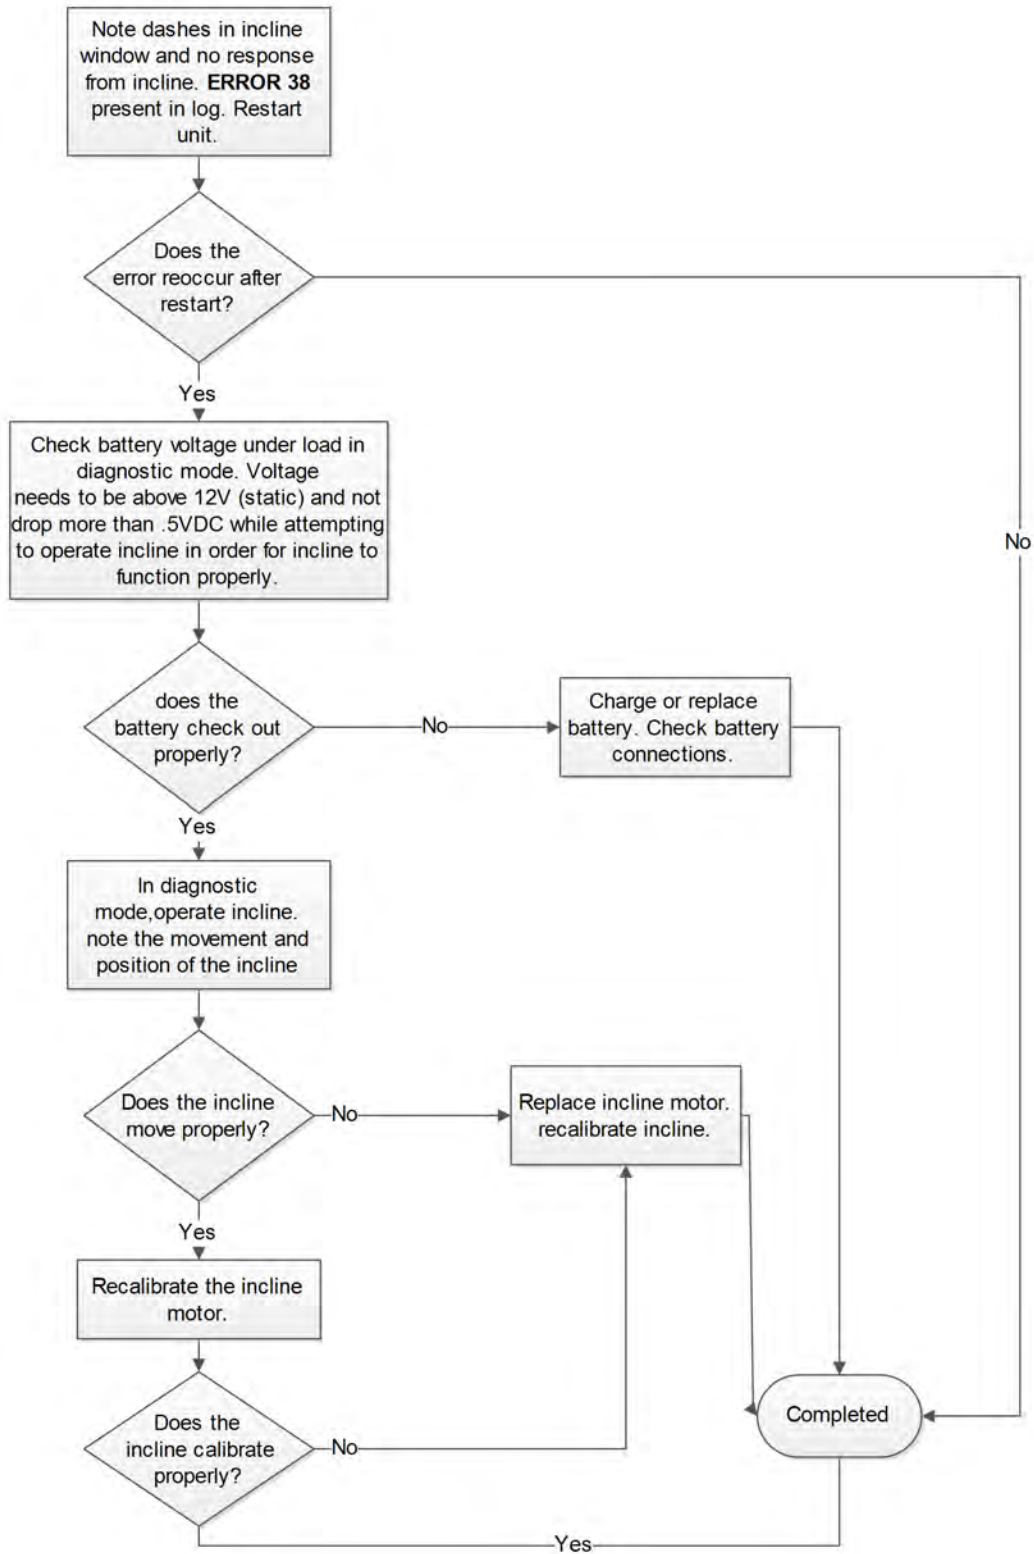 Note dashes in incline
window and no response
from incline. ERROR 38
present in log. Restart
unit.
Does the
error reoccur after
restart?
Yes
No
Check battery voltage under load in
diagnostic mode. Voltage
needs to be above 12V (static) and not
drop more than .5VDC while attempting
to operate incline in order for incline to
function properly.
does the
battery check out
properly?
No
Charge or replace
battery. Check battery
connections.
Yes
In diagnostic
mode,operate incline.
note the movement and
position of the incline
Does the incline
move properly?
No
Replace incline motor.
recalibrate incline.
Yes
Recalibrate the incline
motor.
Does the
incline calibrate
properly?
No
Completed
Yes